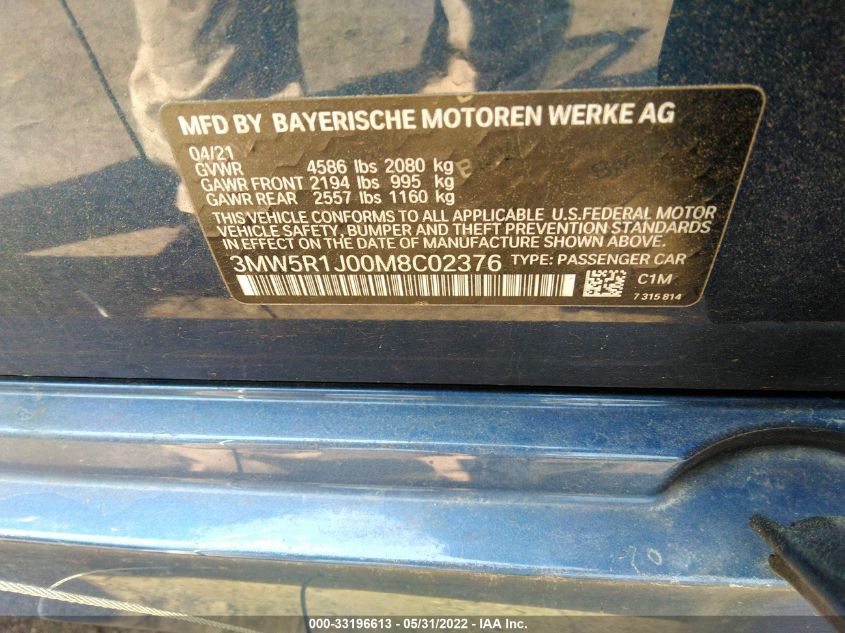 MFD BY BAYERISCHE MOTOREN WERKE AG
04/21
GVWR 4586 lbs 2080 kg
GAWR FRONT 2194 lbs 995 kg
GAWR REAR 2557 lbs 1160 kg
THIS VEHICLE CONFORMS TO ALL APPLICABLE U.S.FEDERAL MOTOR
VEHICLE SAFETY, BUMPER AND THEFT PREVENTION STANDARDS
IN EFFECT ON THE DATE OF MANUFACTURE SHOWN ABOVE.
3MW5R1J00M8C02376 TYPE: PASSENGER CAR
C1M
7 315 814
000-33196613 - 05/31/2022 - IAA Inc.